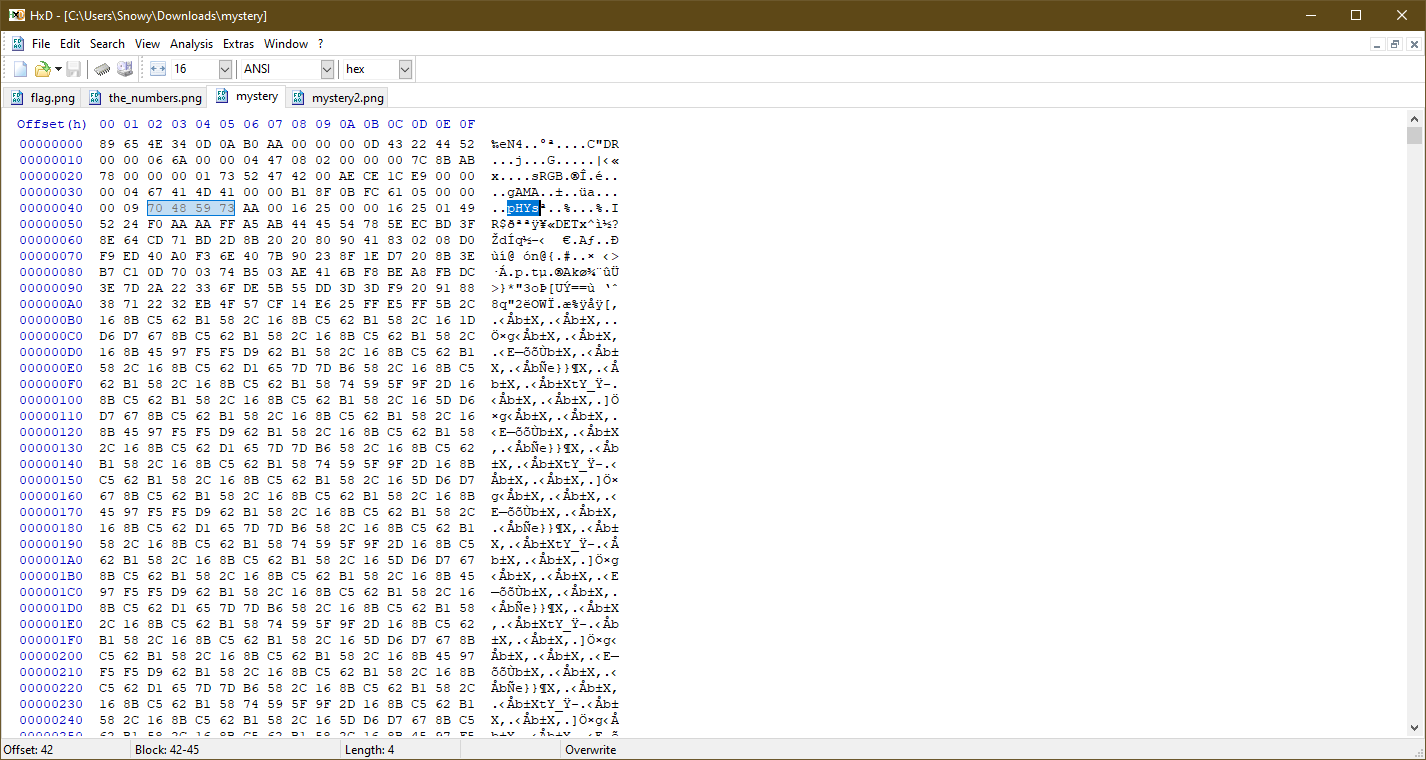 HxD - [C:\Users\Snowy\Downloads\mystery]
File Edit Search View Analysis Extras Window ?
16 ANSI hex
flag.png the_numbers.png mystery mystery2.png
Offset(h) 00 01 02 03 04 05 06 07 08 09 0A 0B 0C 0D 0E 0F
00000000 89 65 4E 34 0D 0A B0 AA 00 00 00 0D 43 22 44 52 ‰eN4..°ª....C"DR
00000010 00 00 06 6A 00 00 04 47 08 02 00 00 00 7C 8B AB ...j...G.....|‹«
00000020 78 00 00 00 01 73 52 47 42 00 AE CE 1C E9 00 00 x....sRGB.®Î.é..
00000030 00 04 67 41 4D 41 00 00 B1 8F 0B FC 61 05 00 00 ..gAMA..±..üa...
00000040 00 09 70 48 59 73 AA 00 16 25 00 00 16 25 01 49 ..pHYsª..%...%.I
00000050 52 24 F0 AA AA FF A5 AB 44 45 54 78 5E EC BD 3F R$ðªªÿ¥«DETx^ì½?
00000060 8E 64 CD 71 BD 2D 8B 20 20 80 90 41 83 02 08 D0 ŽdÍq½-‹  €.Aƒ..Ð
00000070 F9 ED 40 A0 F3 6E 40 7B 90 23 8F 1E D7 20 8B 3E ùí@ ón@{.#..× ‹>
00000080 B7 C1 0D 70 03 74 B5 03 AE 41 6B F8 BE A8 FB DC ·Á.p.tµ.®Akø¾¨ûÜ
00000090 3E 7D 2A 22 33 6F DE 5B 55 DD 3D 3D F9 20 91 88 >}*"3oÞ[UÝ==ù ‘ˆ
000000A0 38 71 22 32 EB 4F 57 CF 14 E6 25 FF E5 FF 5B 2C 8q"2ëOWÏ.æ%ÿåÿ[,
000000B0 16 8B C5 62 B1 58 2C 16 8B C5 62 B1 58 2C 16 1D .‹Åb±X,.‹Åb±X,..
000000C0 D6 D7 67 8B C5 62 B1 58 2C 16 8B C5 62 B1 58 2C Ö×g‹Åb±X,.‹Åb±X,
000000D0 16 8B 45 97 F5 F5 D9 62 B1 58 2C 16 8B C5 62 B1 .‹E—õõÙb±X,.‹Åb±
000000E0 58 2C 16 8B C5 62 D1 65 7D 7D B6 58 2C 16 8B C5 X,.‹ÅbÑe}}¶X,.‹Å
000000F0 62 B1 58 2C 16 8B C5 62 B1 58 74 59 5F 9F 2D 16 b±X,.‹Åb±XtY_Ÿ-.
00000100 8B C5 62 B1 58 2C 16 8B C5 62 B1 58 2C 16 5D D6 ‹Åb±X,.‹Åb±X,.]Ö
00000110 D7 67 8B C5 62 B1 58 2C 16 8B C5 62 B1 58 2C 16 ×g‹Åb±X,.‹Åb±X,.
00000120 8B 45 97 F5 F5 D9 62 B1 58 2C 16 8B C5 62 B1 58 ‹E—õõÙb±X,.‹Åb±X
00000130 2C 16 8B C5 62 D1 65 7D 7D B6 58 2C 16 8B C5 62 ,.‹ÅbÑe}}¶X,.‹Åb
00000140 B1 58 2C 16 8B C5 62 B1 58 74 59 5F 9F 2D 16 8B ±X,.‹Åb±XtY_Ÿ-.‹
00000150 C5 62 B1 58 2C 16 8B C5 62 B1 58 2C 16 5D D6 D7 Åb±X,.‹Åb±X,.]Ö×
00000160 67 8B C5 62 B1 58 2C 16 8B C5 62 B1 58 2C 16 8B g‹Åb±X,.‹Åb±X,.‹
00000170 45 97 F5 F5 D9 62 B1 58 2C 16 8B C5 62 B1 58 2C E—õõÙb±X,.‹Åb±X,
00000180 16 8B C5 62 D1 65 7D 7D B6 58 2C 16 8B C5 62 B1 .‹ÅbÑe}}¶X,.‹Åb±
00000190 58 2C 16 8B C5 62 B1 58 74 59 5F 9F 2D 16 8B C5 X,.‹Åb±XtY_Ÿ-.‹Å
000001A0 62 B1 58 2C 16 8B C5 62 B1 58 2C 16 5D D6 D7 67 b±X,.‹Åb±X,.]Ö×g
000001B0 8B C5 62 B1 58 2C 16 8B C5 62 B1 58 2C 16 8B 45 ‹Åb±X,.‹Åb±X,.‹E
000001C0 97 F5 F5 D9 62 B1 58 2C 16 8B C5 62 B1 58 2C 16 —õõÙb±X,.‹Åb±X,.
000001D0 8B C5 62 D1 65 7D 7D B6 58 2C 16 8B C5 62 B1 58 ‹ÅbÑe}}¶X,.‹Åb±X
000001E0 2C 16 8B C5 62 B1 58 74 59 5F 9F 2D 16 8B C5 62 ,.‹Åb±XtY_Ÿ-.‹Åb
000001F0 B1 58 2C 16 8B C5 62 B1 58 2C 16 5D D6 D7 67 8B ±X,.‹Åb±X,.]Ö×g‹
00000200 C5 62 B1 58 2C 16 8B C5 62 B1 58 2C 16 8B 45 97 Åb±X,.‹Åb±X,.‹E—
00000210 F5 F5 D9 62 B1 58 2C 16 8B C5 62 B1 58 2C 16 8B õõÙb±X,.‹Åb±X,.‹
00000220 C5 62 D1 65 7D 7D B6 58 2C 16 8B C5 62 B1 58 2C ÅbÑe}}¶X,.‹Åb±X,
00000230 16 8B C5 62 B1 58 74 59 5F 9F 2D 16 8B C5 62 B1 .‹Åb±XtY_Ÿ-.‹Åb±
00000240 58 2C 16 8B C5 62 B1 58 2C 16 5D D6 D7 67 8B C5 X,.‹Åb±X,.]Ö×g‹Å
Offset: 42 Block: 42-45 Length: 4 Overwrite